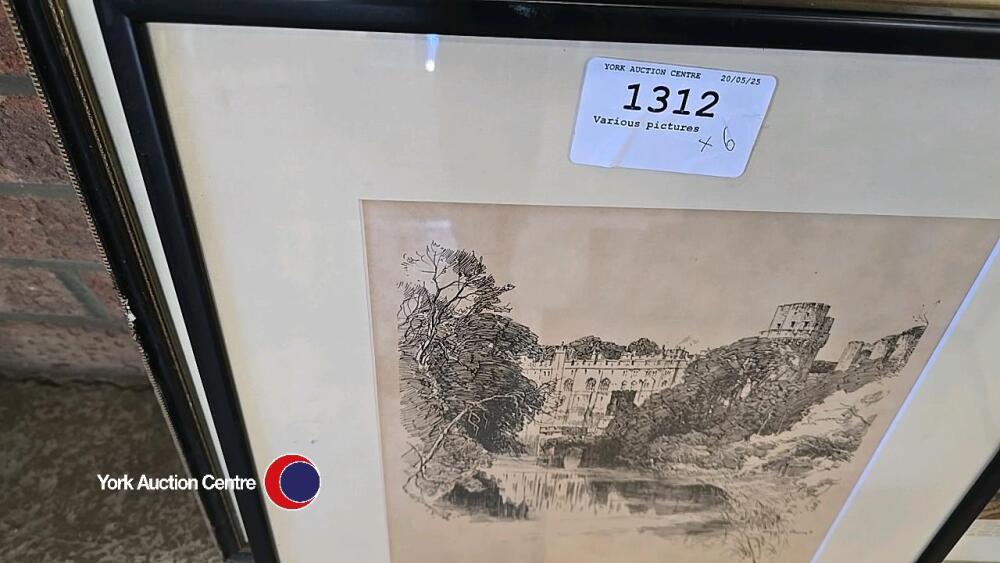 YORK AUCTION CENTRE 20/05/25
1312
Various pictures
x 6
York Auction Centre